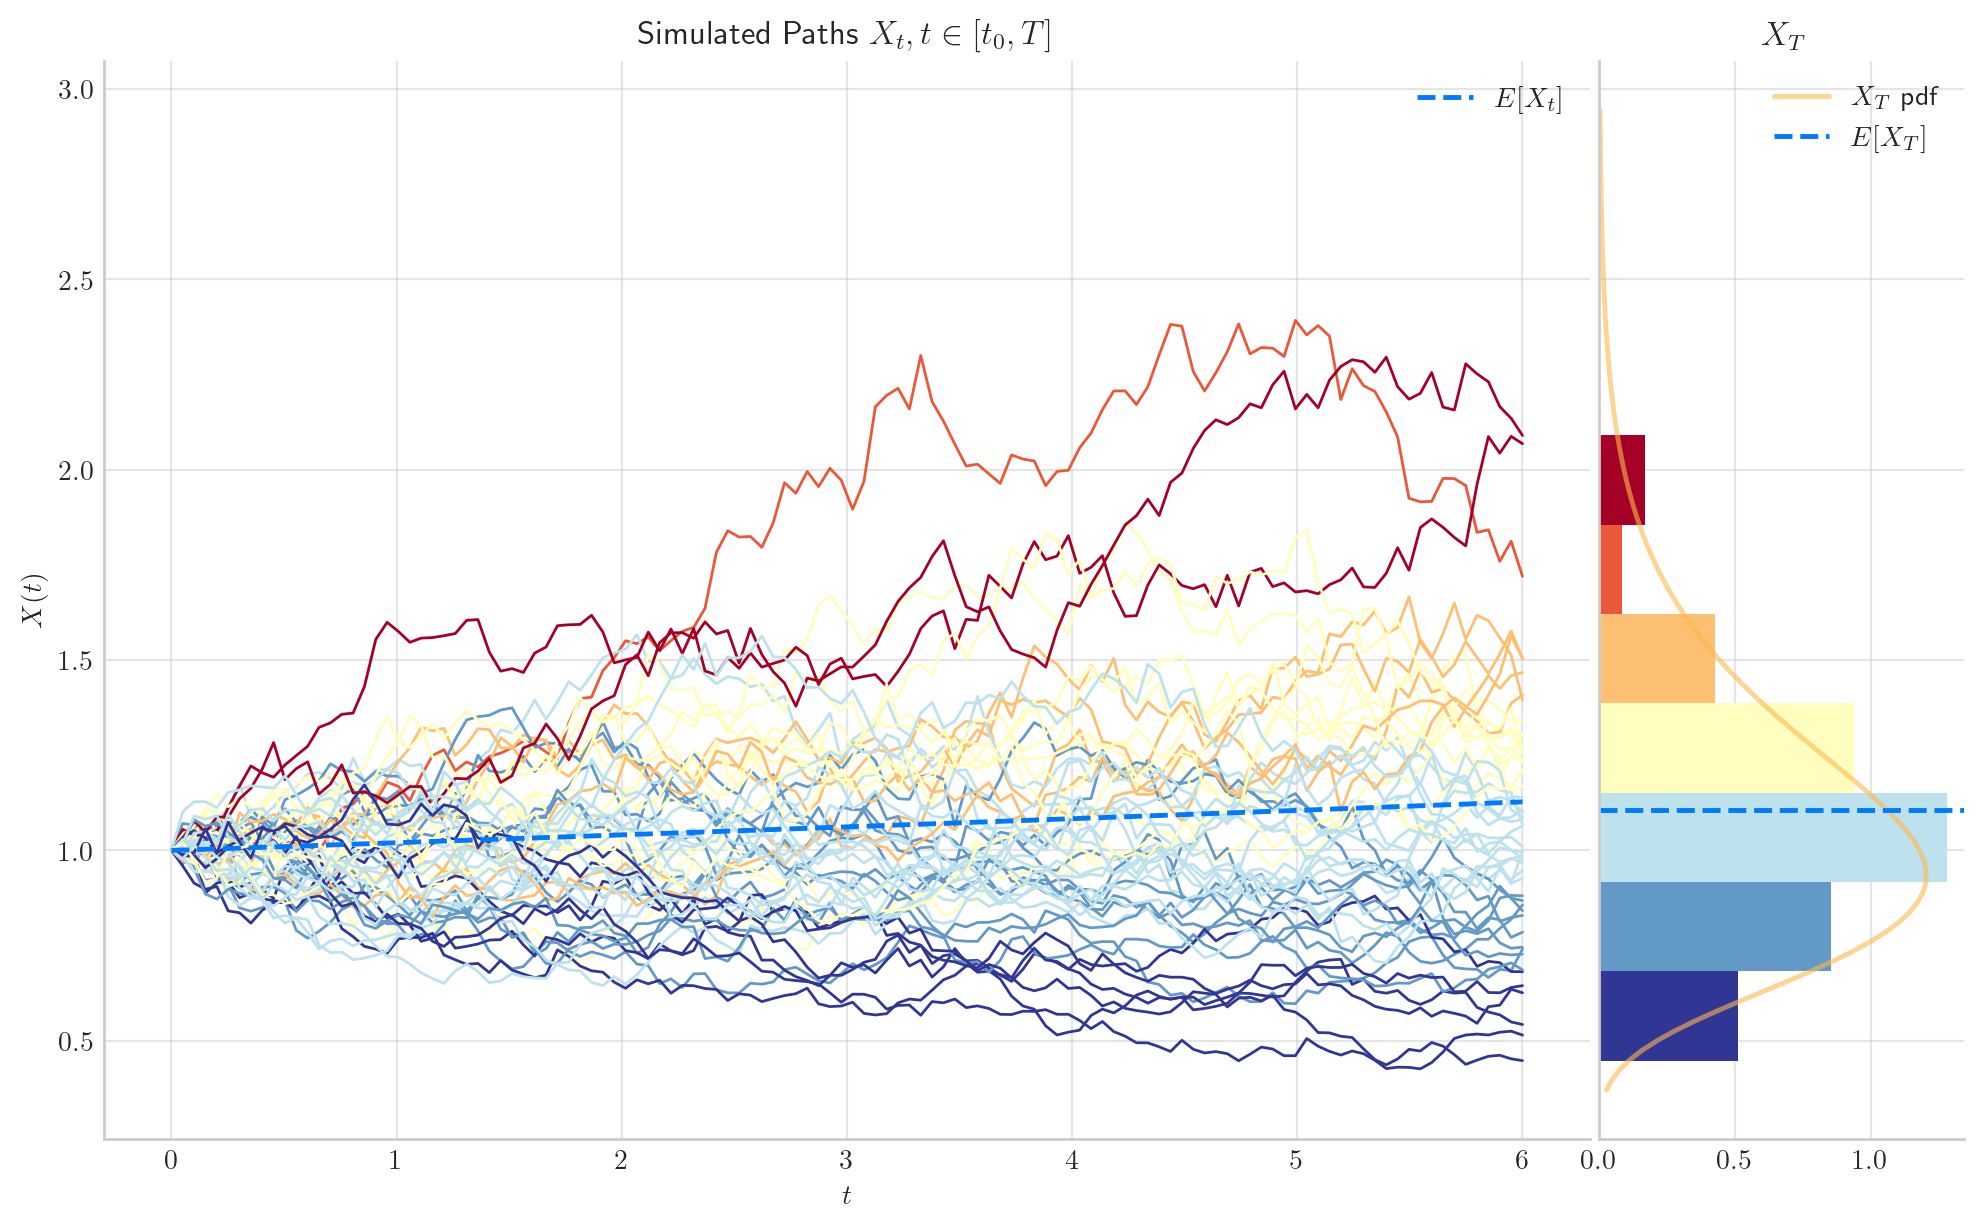 Simulated Paths $X_t, t \in [t_0, T]$
$X_T$
$E[X_t]$
$X_T$ pdf
$E[X_T]$
3.0
2.5
2.0
1.5
1.0
0.5
$X(t)$
0 1 2 3 4 5 6
0.0 0.5 1.0
$t$